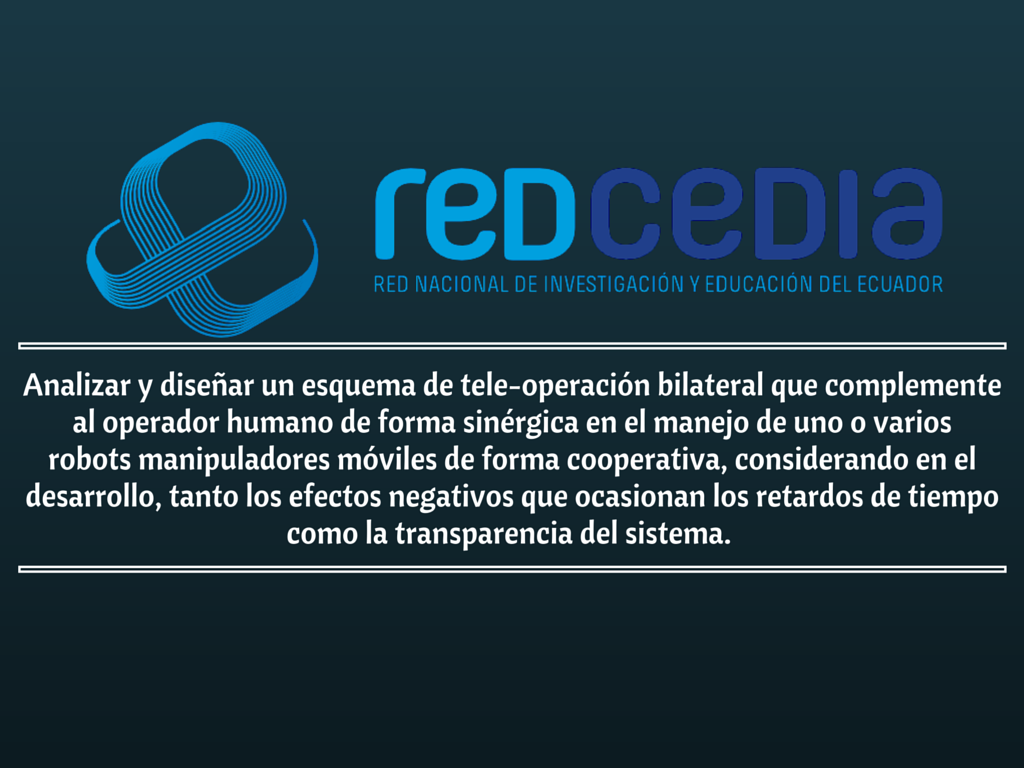 REDCEDIA
RED NACIONAL DE INVESTIGACIÓN Y EDUCACIÓN DEL ECUADOR
Analizar y diseñar un esquema de tele-operación bilateral que complemente
al operador humano de forma sinérgica en el manejo de uno o varios
robots manipuladores móviles de forma cooperativa, considerando en el
desarrollo, tanto los efectos negativos que ocasionan los retardos de tiempo
como la transparencia del sistema.